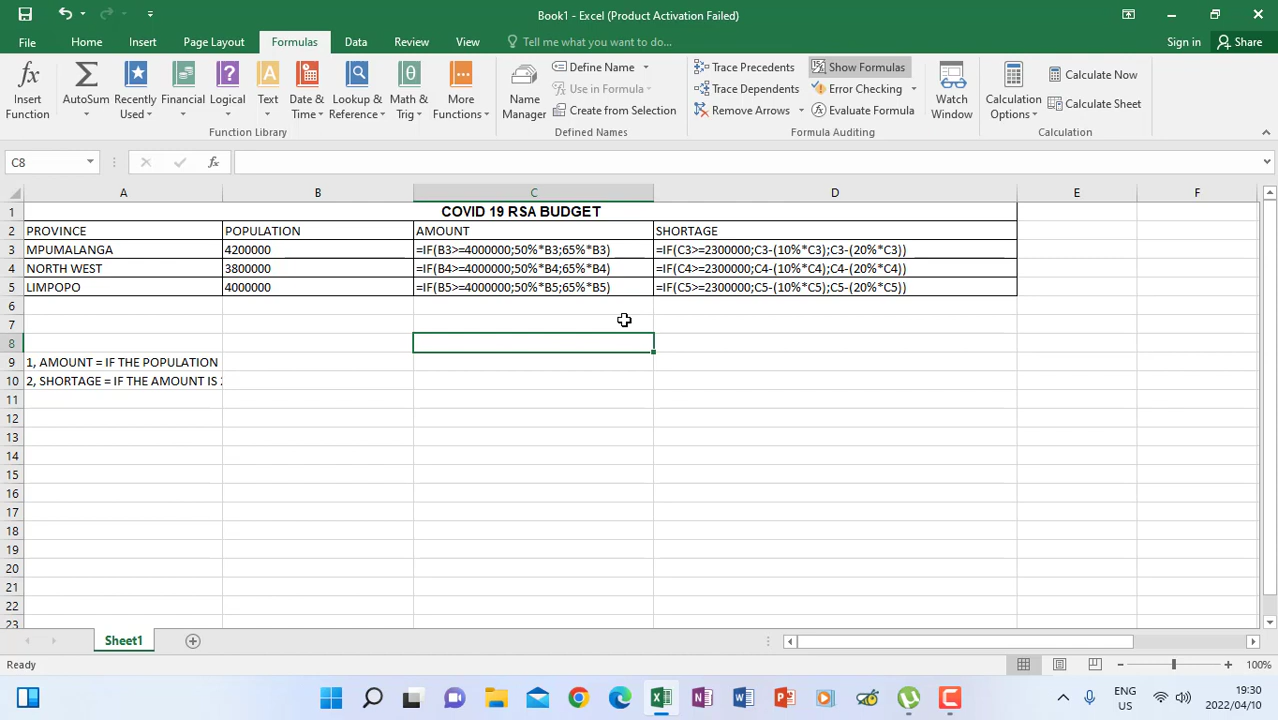 Book1 - Excel (Product Activation Failed)
File Home Insert Page Layout Formulas Data Review View Tell me what you want to do... Sign in Share
Insert Function
AutoSum
Recently Used
Financial
Logical
Text
Date & Time
Lookup & Reference
Math & Trig
More Functions
Function Library
Name Manager
Define Name
Use in Formula
Create from Selection
Defined Names
Trace Precedents
Trace Dependents
Remove Arrows
Show Formulas
Error Checking
Evaluate Formula
Formula Auditing
Watch Window
Calculation Options
Calculate Now
Calculate Sheet
Calculation
C8 fx
A B C D E F
1 COVID 19 RSA BUDGET
2 PROVINCE POPULATION AMOUNT SHORTAGE
3 MPUMALANGA 4200000 =IF(B3>=4000000;50%*B3;65%*B3) =IF(C3>=2300000;C3-(10%*C3);C3-(20%*C3))
4 NORTH WEST 3800000 =IF(B4>=4000000;50%*B4;65%*B4) =IF(C4>=2300000;C4-(10%*C4);C4-(20%*C4))
5 LIMPOPO 4000000 =IF(B5>=4000000;50%*B5;65%*B5) =IF(C5>=2300000;C5-(10%*C5);C5-(20%*C5))
6
7
8
9 1, AMOUNT = IF THE POPULATION
10 2, SHORTAGE = IF THE AMOUNT IS
11
12
13
14
15
16
17
18
19
20
21
22
23
Sheet1
Ready 100%
ENG US
19:30
2022/04/10